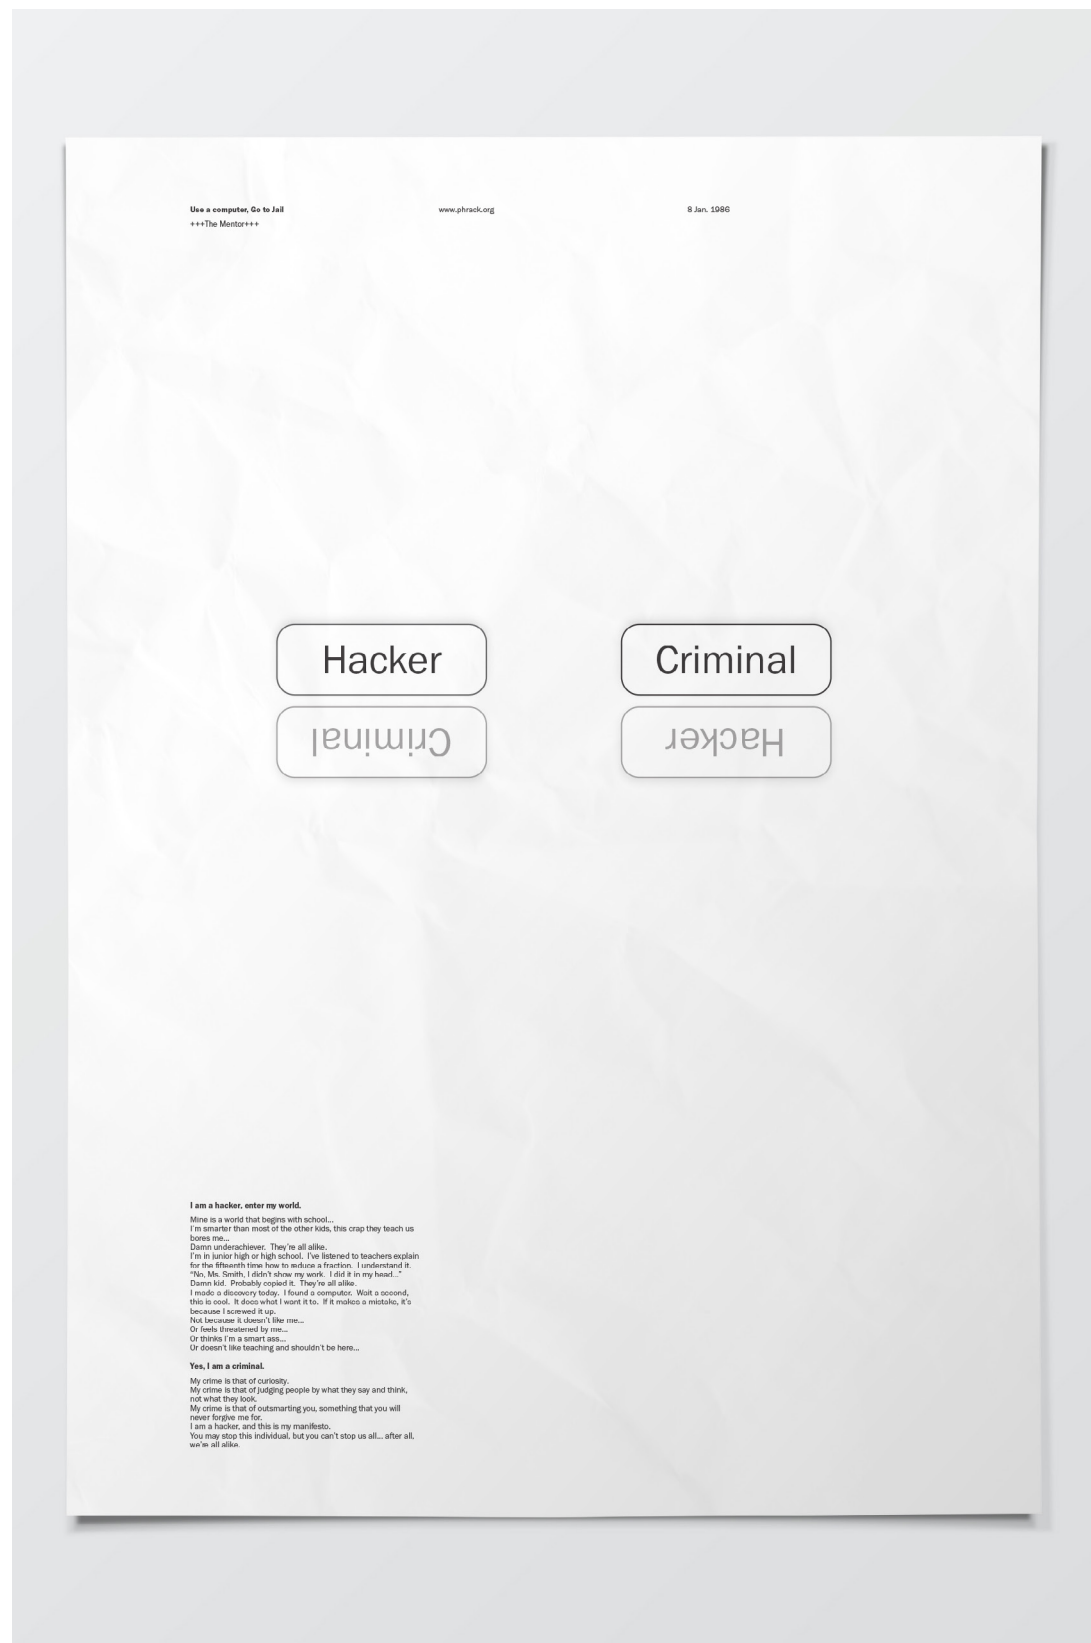 Use a computer, Go to Jail
+++The Mentor+++
www.phrack.org
8 Jan. 1986
Hacker
Criminal
Criminal
Hacker
I am a hacker, enter my world.
Mine is a world that begins with school...
I'm smarter than most of the other kids, this crap they teach us
bores me...
Damn underachiever.  They're all alike.
I'm in junior high or high school.  I've listened to teachers explain
for the fifteenth time how to reduce a fraction.  I understand it.
"No, Ms. Smith, I didn't show my work.  I did it in my head..."
Damn kid.  Probably copied it.  They're all alike.
I made a discovery today.  I found a computer.  Wait a second,
this is cool.  It does what I want it to.  If it makes a mistake, it's
because I screwed it up.
Not because it doesn't like me...
Or feels threatened by me...
Or thinks I'm a smart ass...
Or doesn't like teaching and shouldn't be here...
Yes, I am a criminal.
My crime is that of curiosity.
My crime is that of judging people by what they say and think,
not what they look.
My crime is that of outsmarting you, something that you will
never forgive me for.
I am a hacker, and this is my manifesto.
You may stop this individual, but you can't stop us all... after all,
we're all alike.